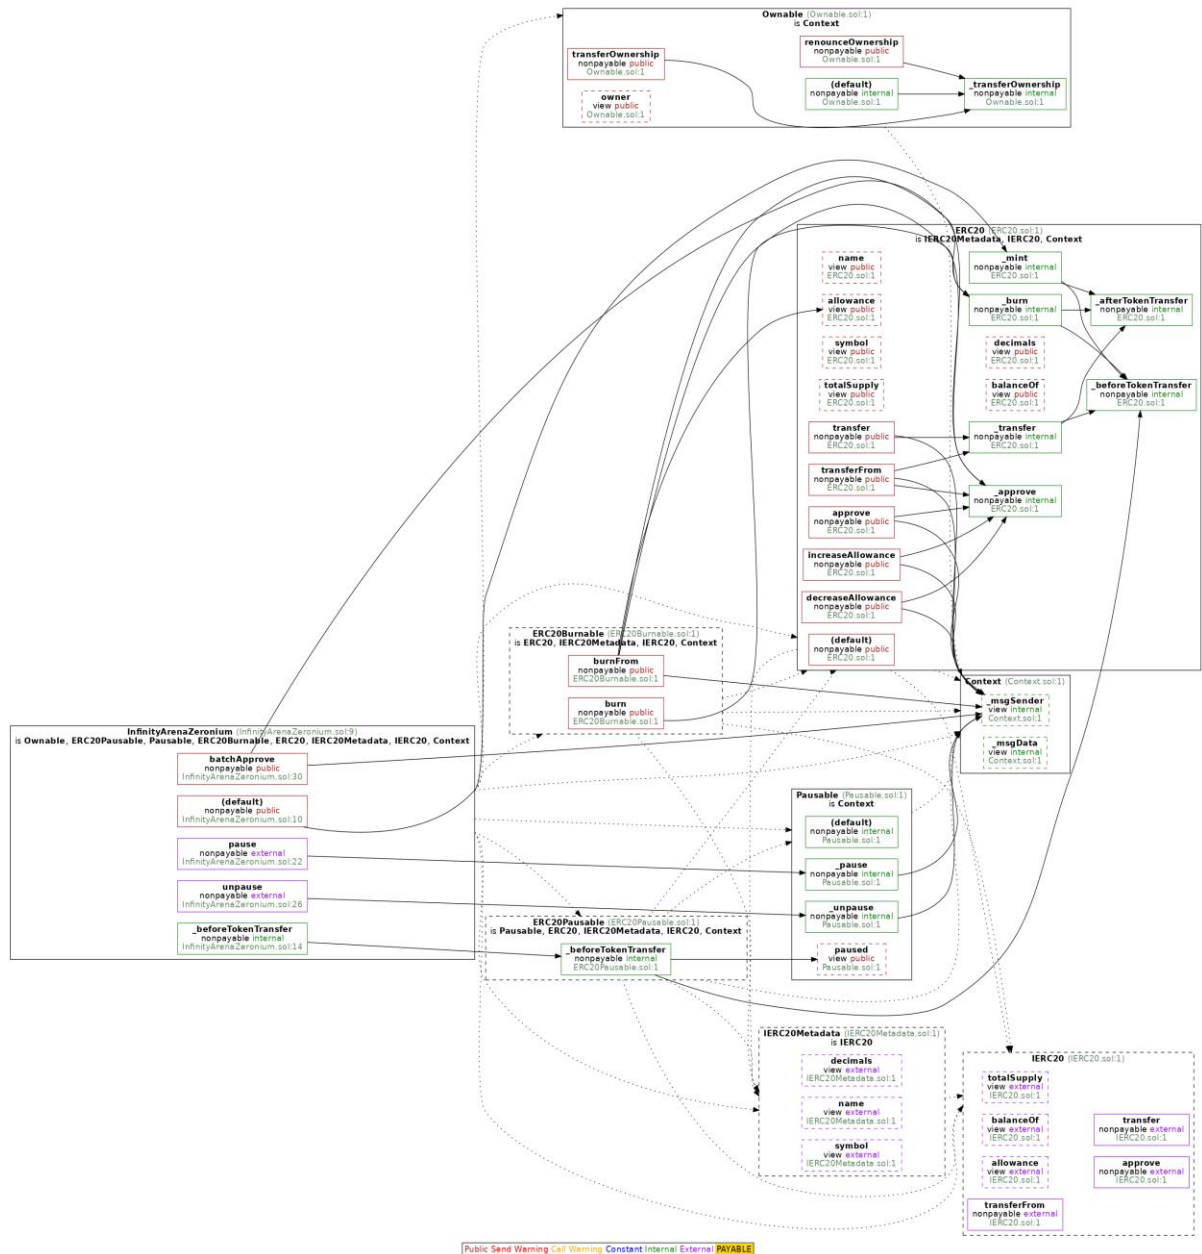 Ownable (Ownable.sol:1)
is Context
transferOwnership
nonpayable public
Ownable.sol:1
owner
view public
Ownable.sol:1
renounceOwnership
nonpayable public
Ownable.sol:1
(default)
nonpayable internal
Ownable.sol:1
_transferOwnership
nonpayable internal
Ownable.sol:1
ERC20 (ERC20.sol:1)
is IERC20Metadata, IERC20, Context
name
view public
ERC20.sol:1
allowance
view public
ERC20.sol:1
symbol
view public
ERC20.sol:1
totalSupply
view public
ERC20.sol:1
transfer
nonpayable public
ERC20.sol:1
transferFrom
nonpayable public
ERC20.sol:1
approve
nonpayable public
ERC20.sol:1
increaseAllowance
nonpayable public
ERC20.sol:1
decreaseAllowance
nonpayable public
ERC20.sol:1
(default)
nonpayable public
ERC20.sol:1
_mint
nonpayable internal
ERC20.sol:1
_burn
nonpayable internal
ERC20.sol:1
decimals
view public
ERC20.sol:1
balanceOf
view public
ERC20.sol:1
_transfer
nonpayable internal
ERC20.sol:1
_approve
nonpayable internal
ERC20.sol:1
_afterTokenTransfer
nonpayable internal
ERC20.sol:1
_beforeTokenTransfer
nonpayable internal
ERC20.sol:1
ERC20Burnable (ERC20Burnable.sol:1)
is ERC20, IERC20Metadata, IERC20, Context
burnFrom
nonpayable public
ERC20Burnable.sol:1
burn
nonpayable public
ERC20Burnable.sol:1
Context (Context.sol:1)
_msgSender
view internal
Context.sol:1
_msgData
view internal
Context.sol:1
InfinityArenaZeronium (InfinityArenaZeronium.sol:9)
is Ownable, ERC20Pausable, Pausable, ERC20Burnable, ERC20, IERC20Metadata, IERC20, Context
batchApprove
nonpayable public
InfinityArenaZeronium.sol:30
(default)
nonpayable public
InfinityArenaZeronium.sol:10
pause
nonpayable external
InfinityArenaZeronium.sol:22
unpause
nonpayable external
InfinityArenaZeronium.sol:26
_beforeTokenTransfer
nonpayable internal
InfinityArenaZeronium.sol:14
Pausable (Pausable.sol:1)
is Context
(default)
nonpayable internal
Pausable.sol:1
_pause
nonpayable internal
Pausable.sol:1
_unpause
nonpayable internal
Pausable.sol:1
paused
view public
Pausable.sol:1
ERC20Pausable (ERC20Pausable.sol:1)
is Pausable, ERC20, IERC20Metadata, IERC20, Context
_beforeTokenTransfer
nonpayable internal
ERC20Pausable.sol:1
IERC20Metadata (IERC20Metadata.sol:1)
is IERC20
decimals
view external
IERC20Metadata.sol:1
name
view external
IERC20Metadata.sol:1
symbol
view external
IERC20Metadata.sol:1
IERC20 (IERC20.sol:1)
totalSupply
view external
IERC20.sol:1
balanceOf
view external
IERC20.sol:1
allowance
view external
IERC20.sol:1
transferFrom
nonpayable external
IERC20.sol:1
transfer
nonpayable external
IERC20.sol:1
approve
nonpayable external
IERC20.sol:1
Public Send Warning Call Warning Constant Internal External PAYABLE